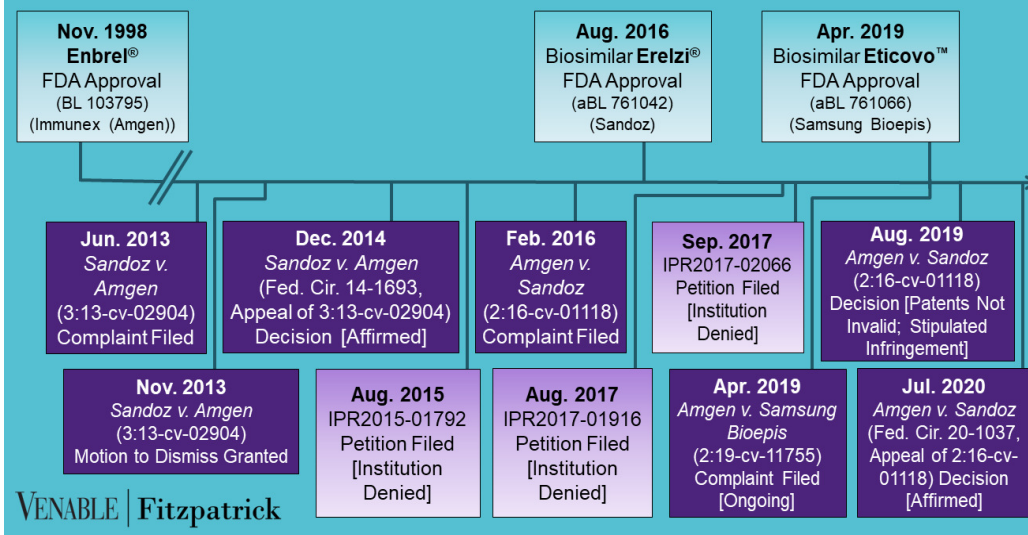 Nov. 1998
Enbrel®
FDA Approval
(BL 103795)
(Immunex (Amgen))
Aug. 2016
Biosimilar Erelzi®
FDA Approval
(aBL 761042)
(Sandoz)
Apr. 2019
Biosimilar Eticovo™
FDA Approval
(aBL 761066)
(Samsung Bioepis)
Jun. 2013
Sandoz v.
Amgen
(3:13-cv-02904)
Complaint Filed
Dec. 2014
Sandoz v. Amgen
(Fed. Cir. 14-1693,
Appeal of 3:13-cv-02904)
Decision [Affirmed]
Feb. 2016
Amgen v.
Sandoz
(2:16-cv-01118)
Complaint Filed
Sep. 2017
IPR2017-02066
Petition Filed
[Institution
Denied]
Aug. 2019
Amgen v. Sandoz
(2:16-cv-01118)
Decision [Patents Not
Invalid; Stipulated
Infringement]
Nov. 2013
Sandoz v. Amgen
(3:13-cv-02904)
Motion to Dismiss Granted
Aug. 2015
IPR2015-01792
Petition Filed
[Institution
Denied]
Aug. 2017
IPR2017-01916
Petition Filed
[Institution
Denied]
Apr. 2019
Amgen v. Samsung
Bioepis
(2:19-cv-11755)
Complaint Filed
[Ongoing]
Jul. 2020
Amgen v. Sandoz
(Fed. Cir. 20-1037,
Appeal of 2:16-cv-
01118) Decision
[Affirmed]
VENABLE | Fitzpatrick